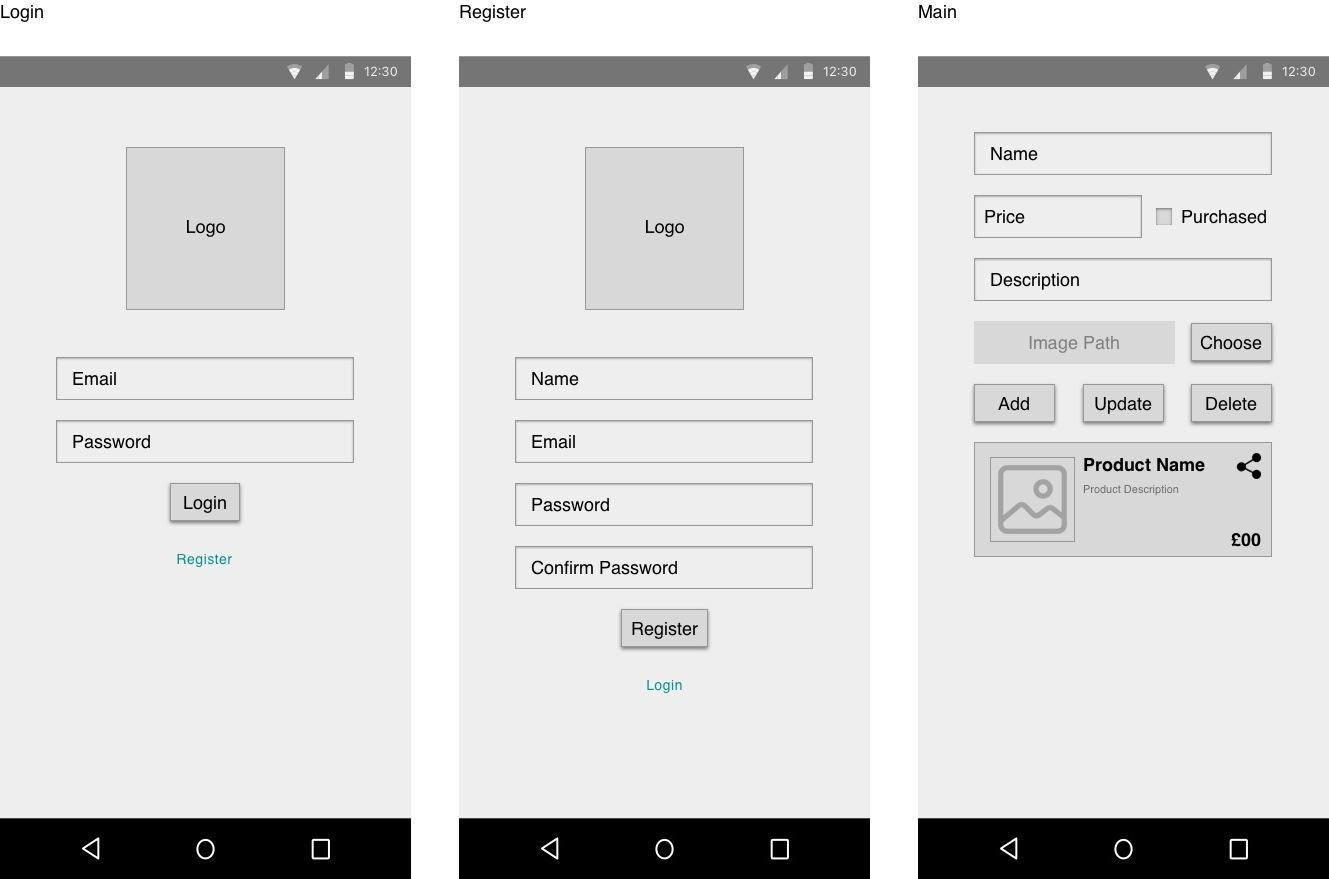 Login
12:30
Logo
Email
Password
Login
Register
Register
12:30
Logo
Name
Email
Password
Confirm Password
Register
Login
Main
12:30
Name
Price
Purchased
Description
Image Path
Choose
Add
Update
Delete
Product Name
Product Description
£00